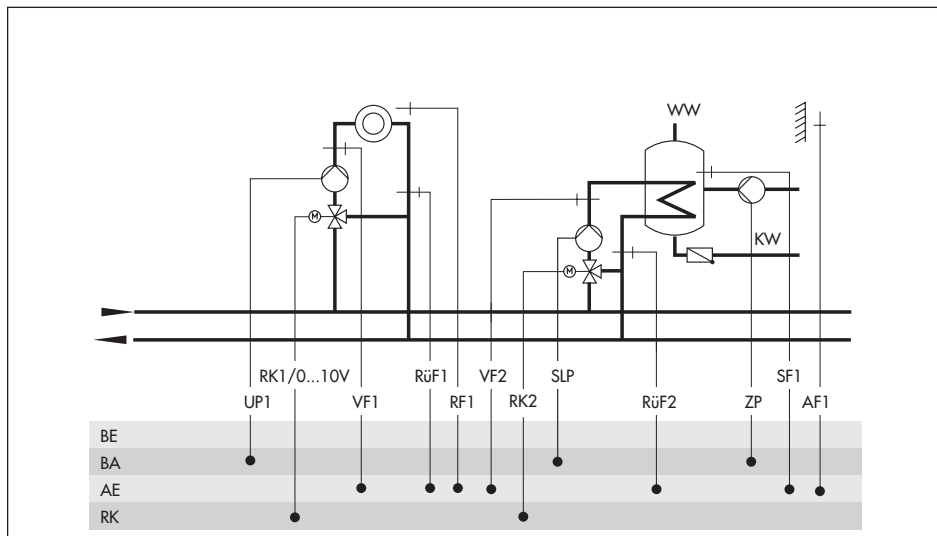 WW
M
KW
M
RK1/0...10V RüF1 VF2 SLP SF1
UP1 VF1 RF1 RK2 RüF2 ZP AF1
BE
BA
AE
RK